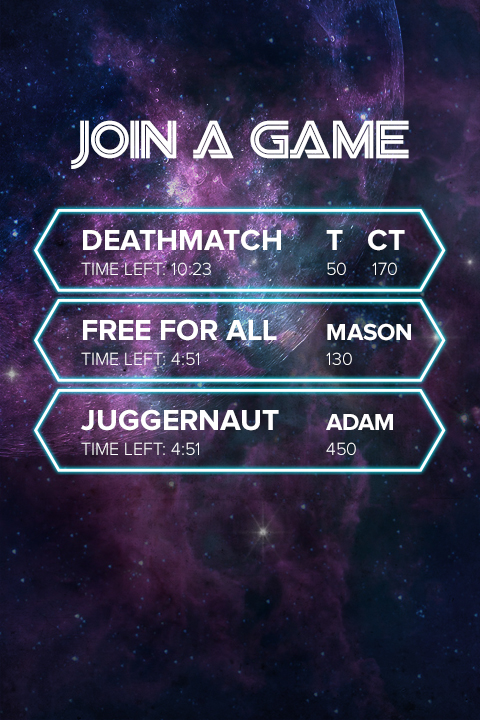 JOIN A GAME
DEATHMATCH T CT
TIME LEFT: 10:23 50 170
FREE FOR ALL MASON
TIME LEFT: 4:51 130
JUGGERNAUT ADAM
TIME LEFT: 4:51 450